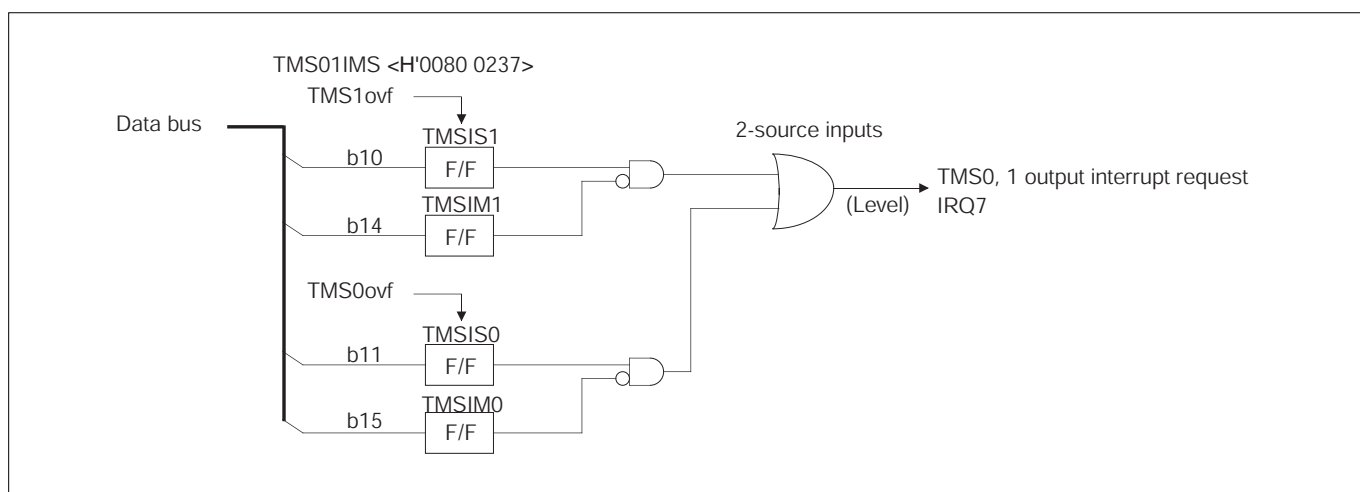 TMS01IMS <H'0080 0237>
TMS1ovf
Data bus
TMSIS1
2-source inputs
b10
F/F
TMS0, 1 output interrupt request
TMSIM1
(Level)
IRQ7
b14
F/F
TMS0ovf
TMSIS0
b11
F/F
TMSIM0
b15
F/F